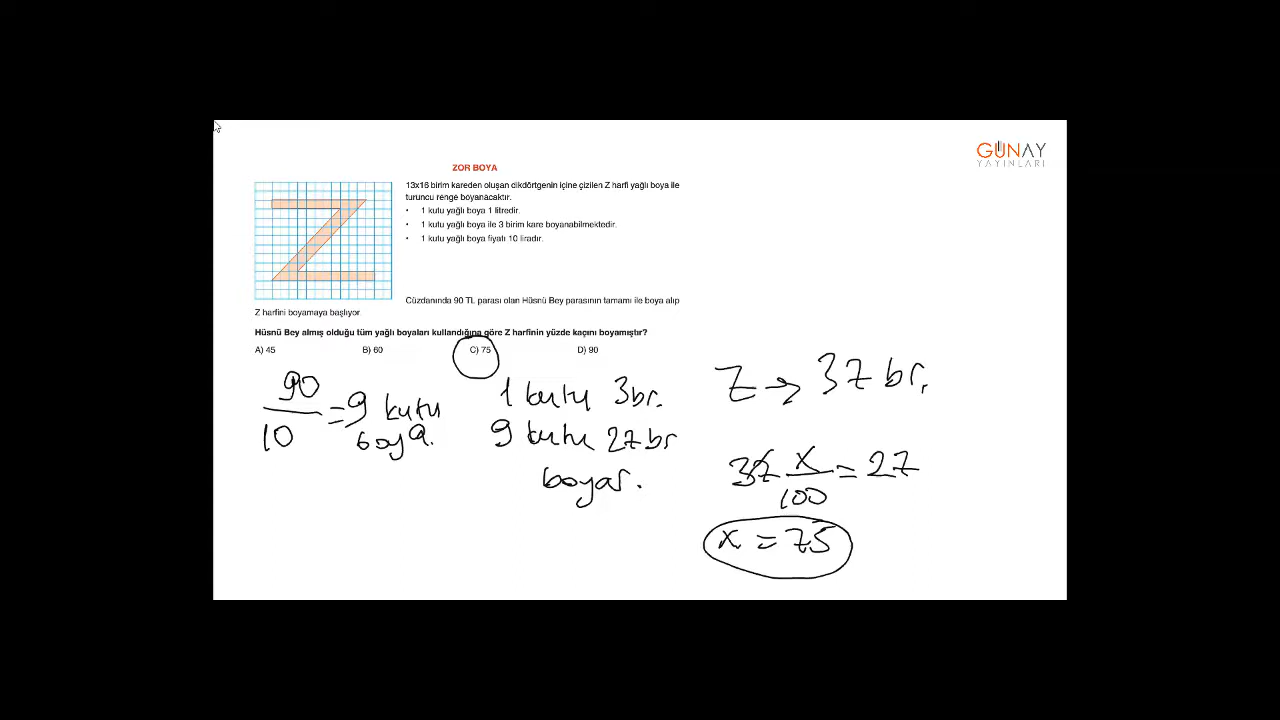 GÜNAY
YAYINLARI
ZOR BOYA
13x16 birim kareden oluşan dikdörtgenin içine çizilen Z harfi yağlı boya ile
turuncu renge boyanacaktır.
• 1 kutu yağlı boya 1 litredir.
• 1 kutu yağlı boya ile 3 birim kare boyanabilmektedir.
• 1 kutu yağlı boya fiyatı 10 liradır.
Cüzdanında 90 TL parası olan Hüsnü Bey parasının tamamı ile boya alıp
Z harfini boyamaya başlıyor.
Hüsnü Bey almış olduğu tüm yağlı boyaları kullandığına göre Z harfinin yüzde kaçını boyamıştır?
A) 45 B) 60 C) 75 D) 90
90/10 = 9 kutu
boya.
1 kutu 3br.
9 kutu 27br
boyar.
Z → 37 br.
37 x/100 = 27
x = 75